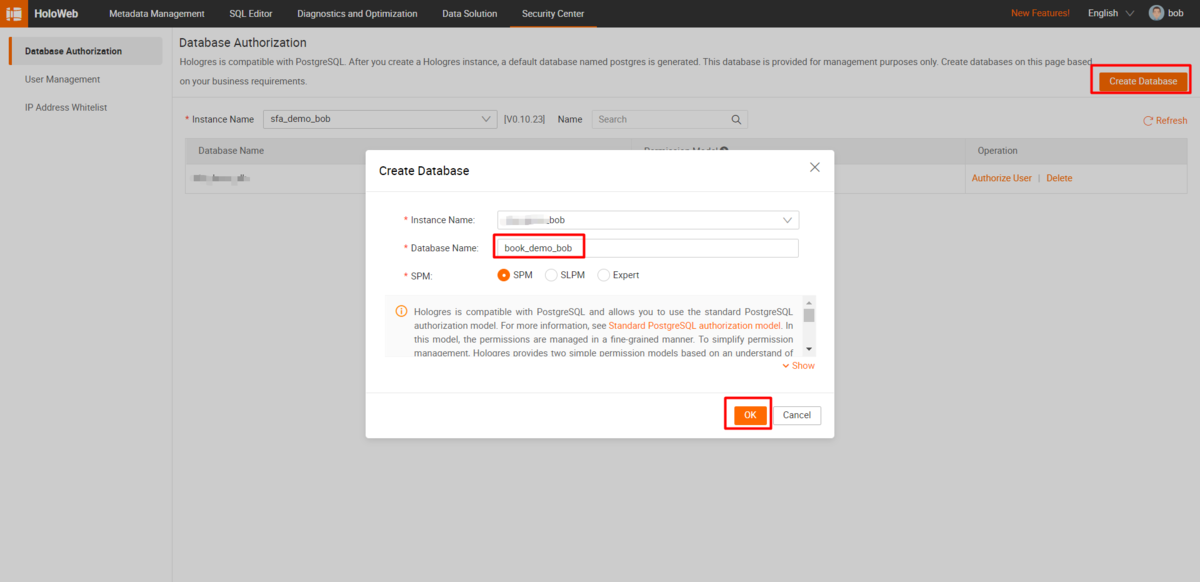 HoloWeb Metadata Management SQL Editor Diagnostics and Optimization Data Solution Security Center New Features! English bob
Database Authorization
User Management
IP Address Whitelist
Database Authorization
Hologres is compatible with PostgreSQL. After you create a Hologres instance, a default database named postgres is generated. This database is provided for management purposes only. Create databases on this page based
on your business requirements.
Create Database
* Instance Name sfa_demo_bob |V0.10.23| Name Search
Refresh
Database Name Operation
Authorize User | Delete
Create Database
* Instance Name: bob
* Database Name: book_demo_bob
* SPM: SPM SLPM Expert
Hologres is compatible with PostgreSQL and allows you to use the standard PostgreSQL
authorization model. For more information, see Standard PostgreSQL authorization model. In
this model, the permissions are managed in a fine-grained manner. To simplify permission
management, Hologres provides two simple permission models based on an understand of
Show
OK Cancel